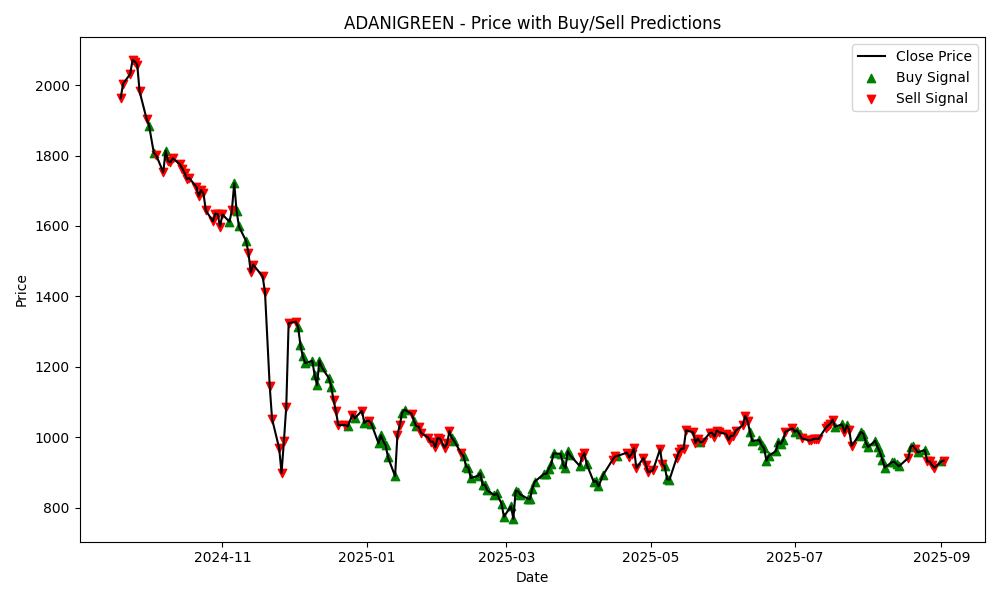 ADANIGREEN - Price with Buy/Sell Predictions
Close Price
Buy Signal
Sell Signal
2000
1800
1600
1400
1200
1000
800
Price
2024-11
2025-01
2025-03
2025-05
2025-07
2025-09
Date